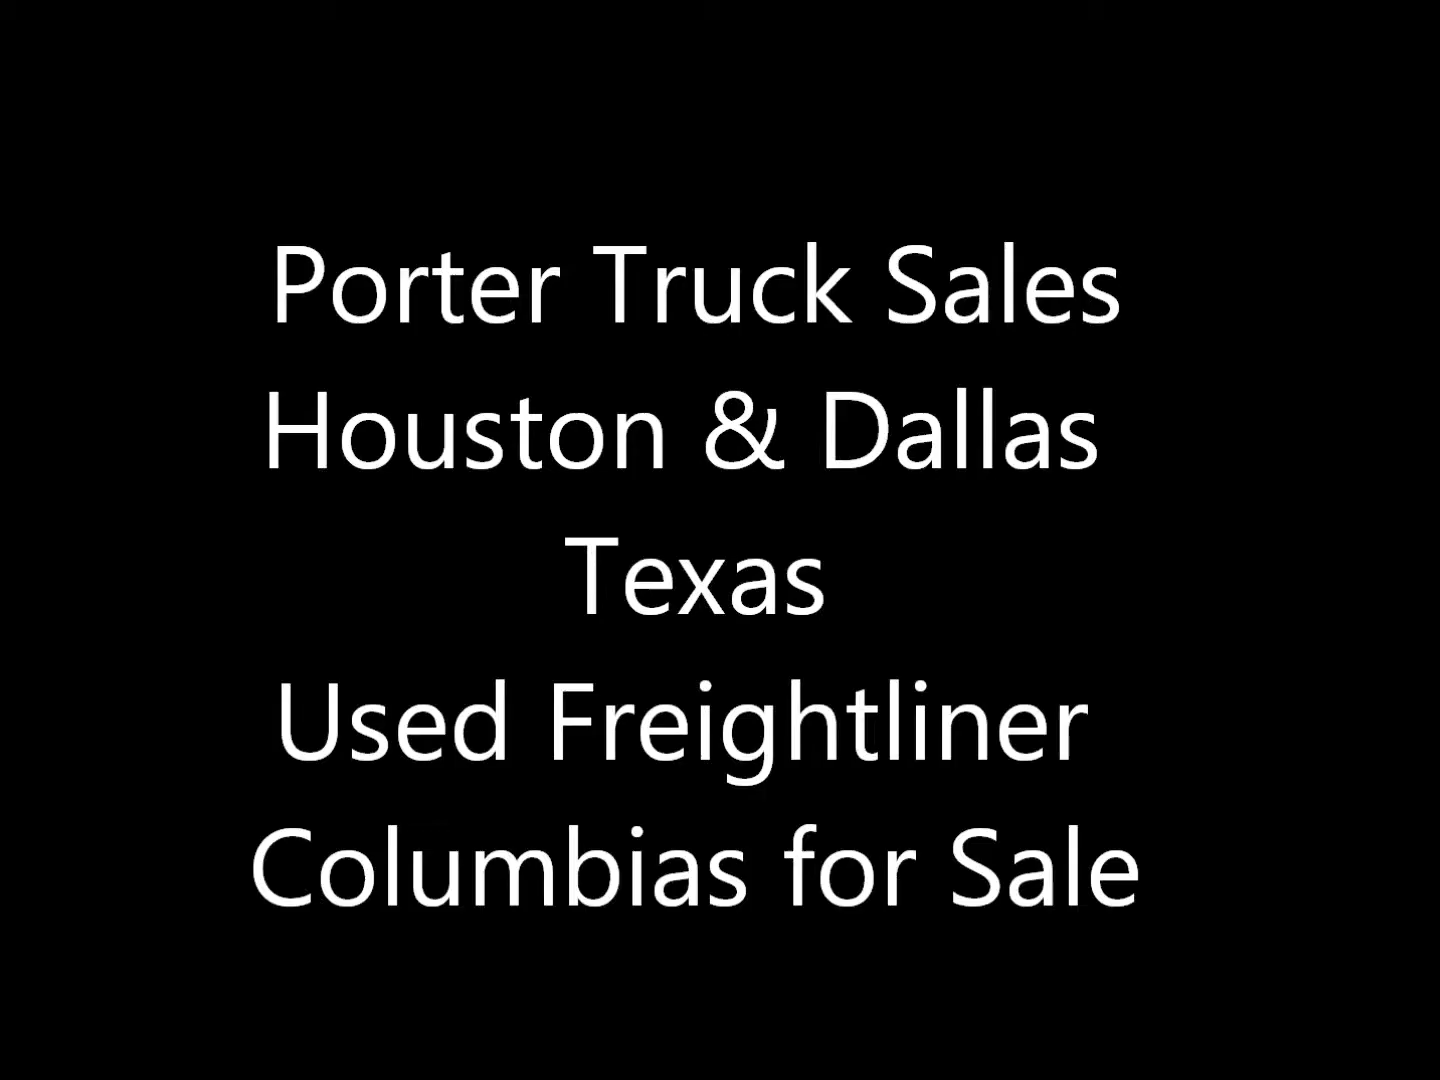 Porter Truck Sales
Houston & Dallas
Texas
Used Freightliner
Columbias for Sale